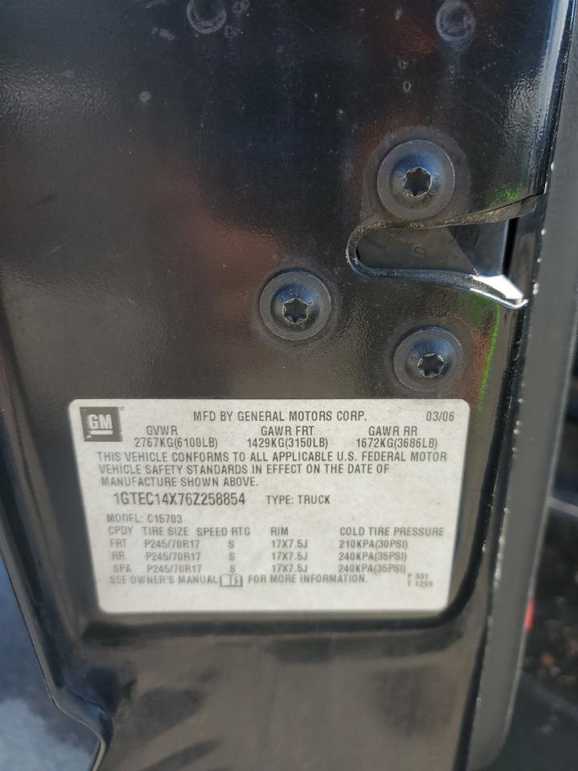 GM
MFD BY GENERAL MOTORS CORP. 03/06
GVWR GAWR FRT GAWR RR
2767KG(6100LB) 1429KG(3150LB) 1672KG(3686LB)
THIS VEHICLE CONFORMS TO ALL APPLICABLE U.S. FEDERAL MOTOR
VEHICLE SAFETY STANDARDS IN EFFECT ON THE DATE OF
MANUFACTURE SHOWN ABOVE.
1GTEC14X76Z258854 TYPE: TRUCK
MODEL: C15703
CPDY TIRE SIZE SPEED RTG RIM COLD TIRE PRESSURE
FRT P245/70R17 S 17X7.5J 210KPA(30PSI)
RR P245/70R17 S 17X7.5J 240KPA(35PSI)
SPA P245/70R17 S 17X7.5J 240KPA(35PSI)
SEE OWNER'S MANUAL FOR MORE INFORMATION.